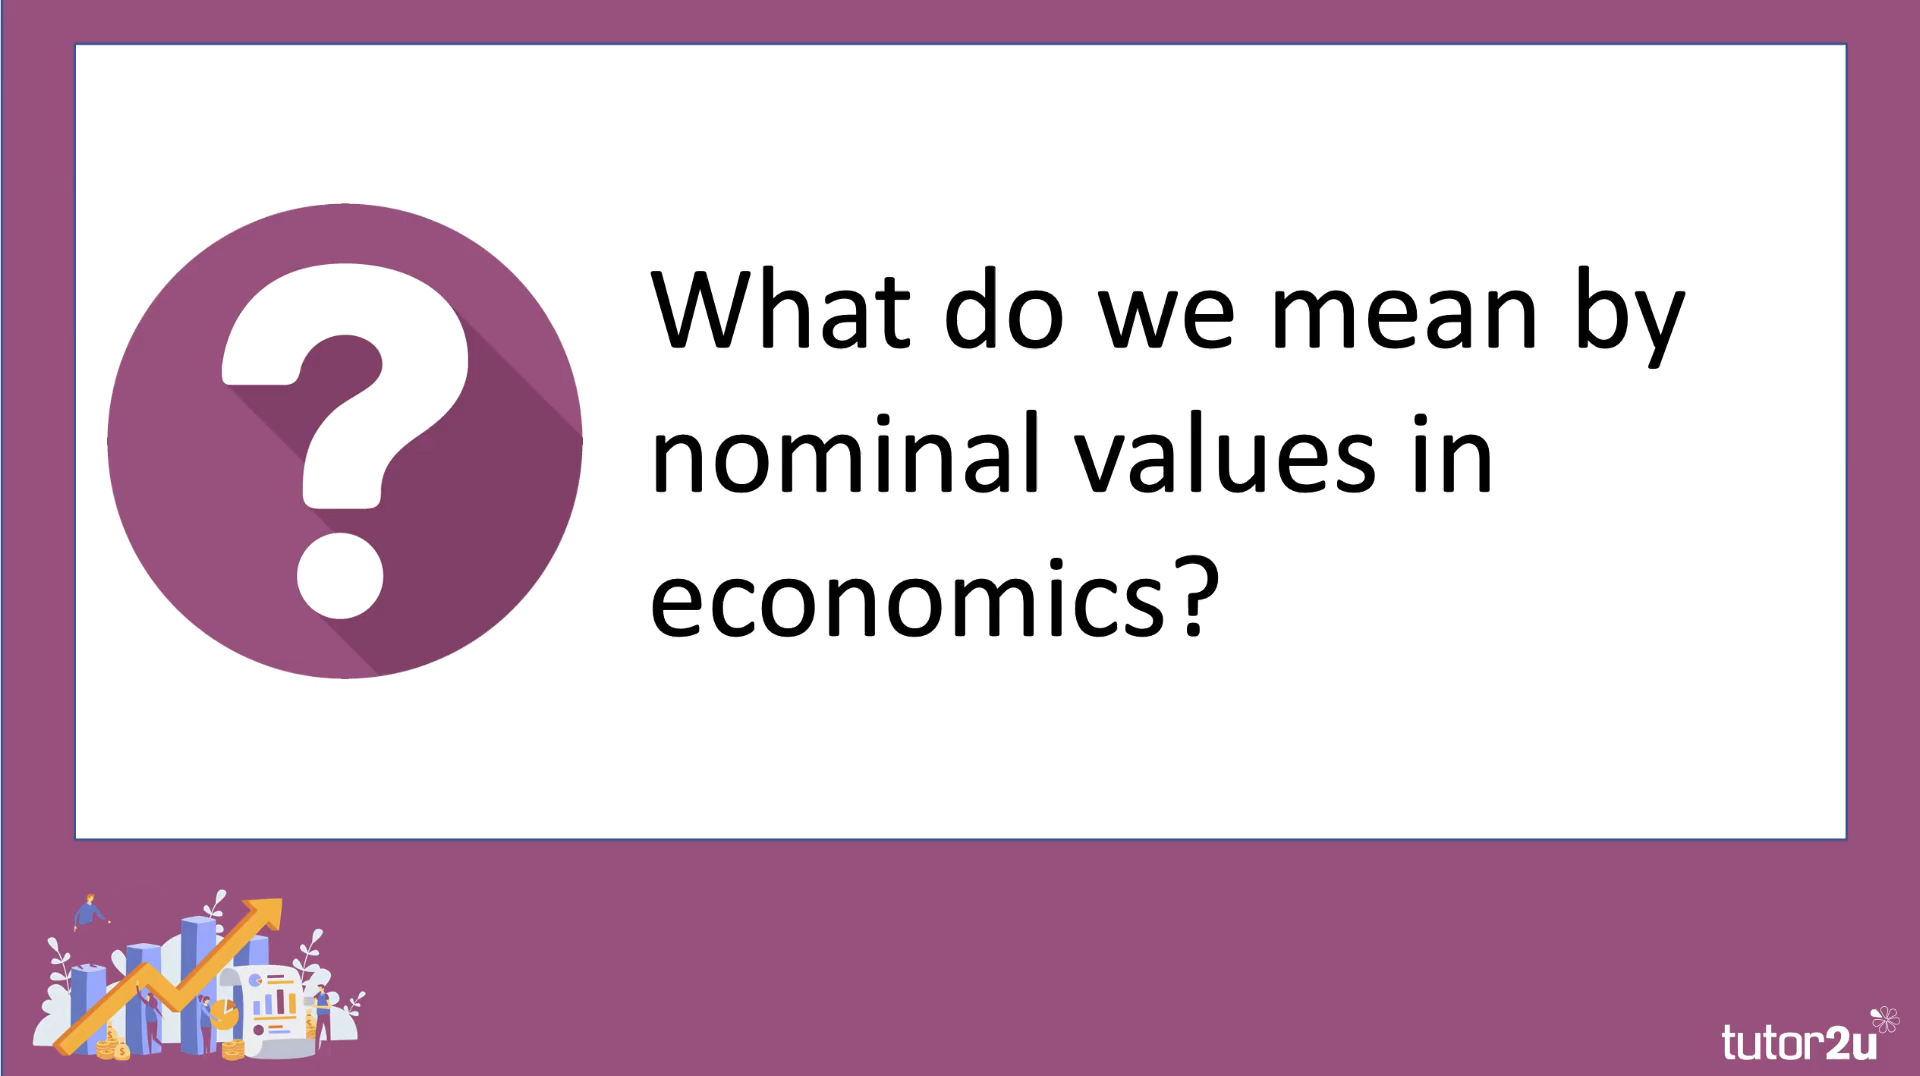 What do we mean by
nominal values in
economics?
tutor2u